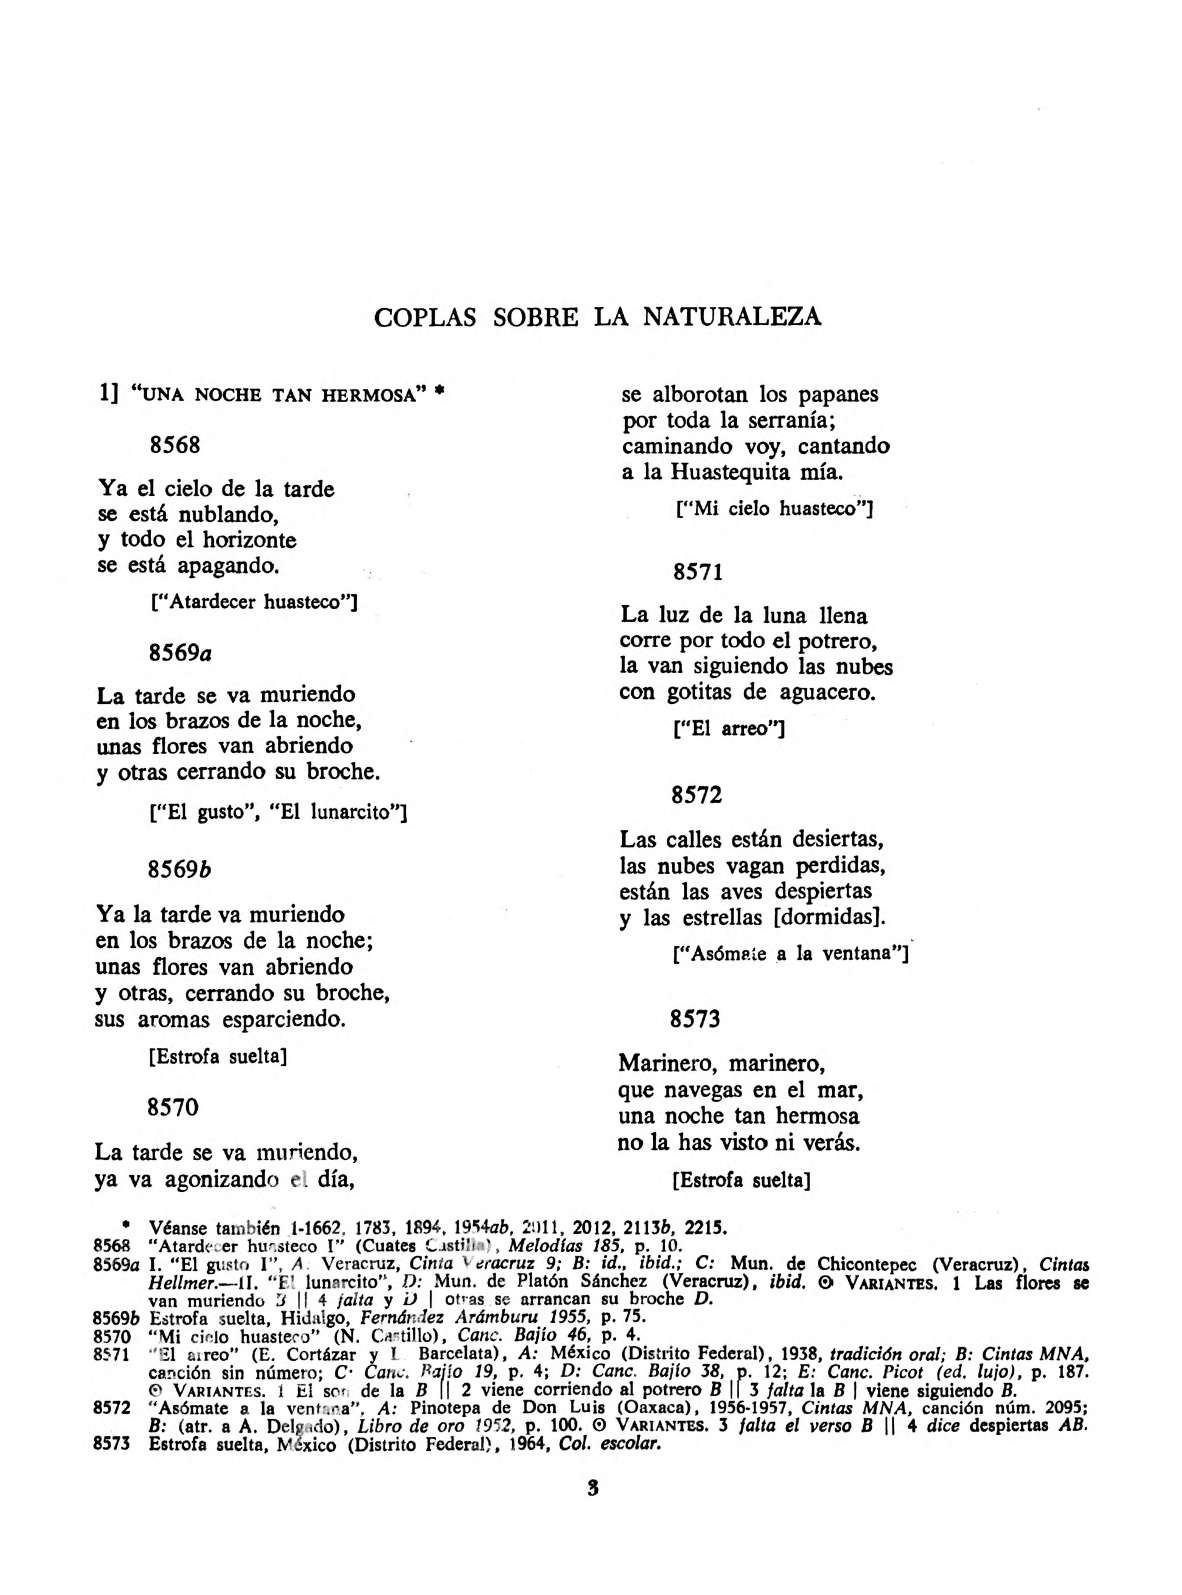 COPLAS SOBRE LA NATURALEZA
1] “UNA NOCHE TAN HERMOSA” *
8568
Ya el cielo de la tarde
se está nublando,
y todo el horizonte
se está apagando.
[“Atardecer huasteco”]
8569a
La tarde se va muriendo
en los brazos de la noche,
unas flores van abriendo
y otras cerrando su broche.
[“El gusto”, “El lunarcito”]
8569b
Ya la tarde va muriendo
en los brazos de la noche;
unas flores van abriendo
y otras, cerrando su broche,
sus aromas esparciendo.
[Estrofa suelta]
8570
La tarde se va muriendo,
ya va agonizando el día,
se alborotan los papanes
por toda la serranía;
caminando voy, cantando
a la Huastequita mía.
[“Mi cielo huasteco”]
8571
La luz de la luna llena
corre por todo el potrero,
la van siguiendo las nubes
con gotitas de aguacero.
[“El arreo”]
8572
Las calles están desiertas,
las nubes vagan perdidas,
están las aves despiertas
y las estrellas [dormidas].
[“Asómate a la ventana”]
8573
Marinero, marinero,
que navegas en el mar,
una noche tan hermosa
no la has visto ni verás.
[Estrofa suelta]
* Véanse también 1-1662, 1783, 1894, 1954ab, 2011, 2012, 2113b, 2215.
8568 “Atardecer huasteco I” (Cuates Castilla), Melodías 185, p. 10.
8569a I. “El gusto I”, A: Veracruz, Cinta Veracruz 9; B: id., ibid.; C: Mun. de Chicontepec (Veracruz), Cintas
Hellmer.—II. “El lunarcito”, D: Mun. de Platón Sánchez (Veracruz), ibid. ⊙ VARIANTES. 1 Las flores se
van muriendo B || 4 falta y D | otras se arrancan su broche D.
8569b Estrofa suelta, Hidalgo, Fernández Arámburu 1955, p. 75.
8570 “Mi cielo huasteco” (N. Castillo), Canc. Bajío 46, p. 4.
8571 “El arreo” (E. Cortázar y L. Barcelata), A: México (Distrito Federal), 1938, tradición oral; B: Cintas MNA,
canción sin número; C: Canc. Bajío 19, p. 4; D: Canc. Bajío 38, p. 12; E: Canc. Picot (ed. lujo), p. 187.
⊙ VARIANTES. 1 El son de la B || 2 viene corriendo al potrero B || 3 falta la B | viene siguiendo B.
8572 “Asómate a la ventana”, A: Pinotepa de Don Luis (Oaxaca), 1956-1957, Cintas MNA, canción núm. 2095;
B: (atr. a A. Delgado), Libro de oro 1952, p. 100. ⊙ VARIANTES. 3 falta el verso B || 4 dice despiertas AB.
8573 Estrofa suelta, México (Distrito Federal), 1964, Col. escolar.
3